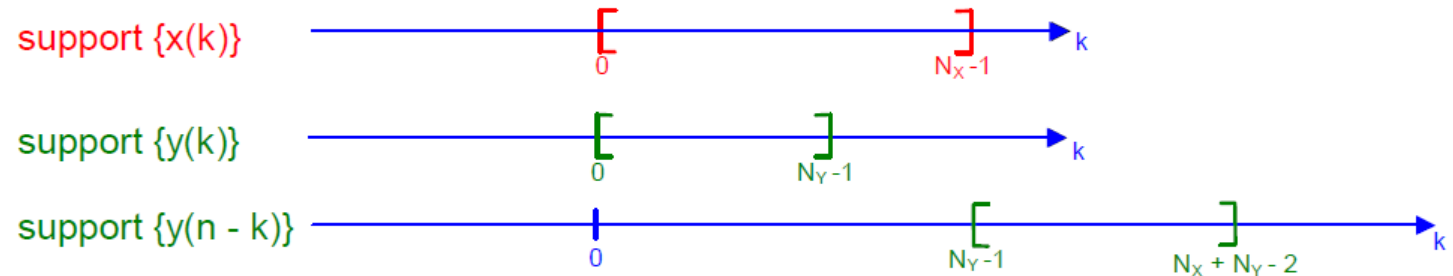 support {x(k)}
k
0
N_X -1
support {y(k)}
k
0
N_Y -1
support {y(n - k)}
k
0
N_Y -1
N_X + N_Y - 2